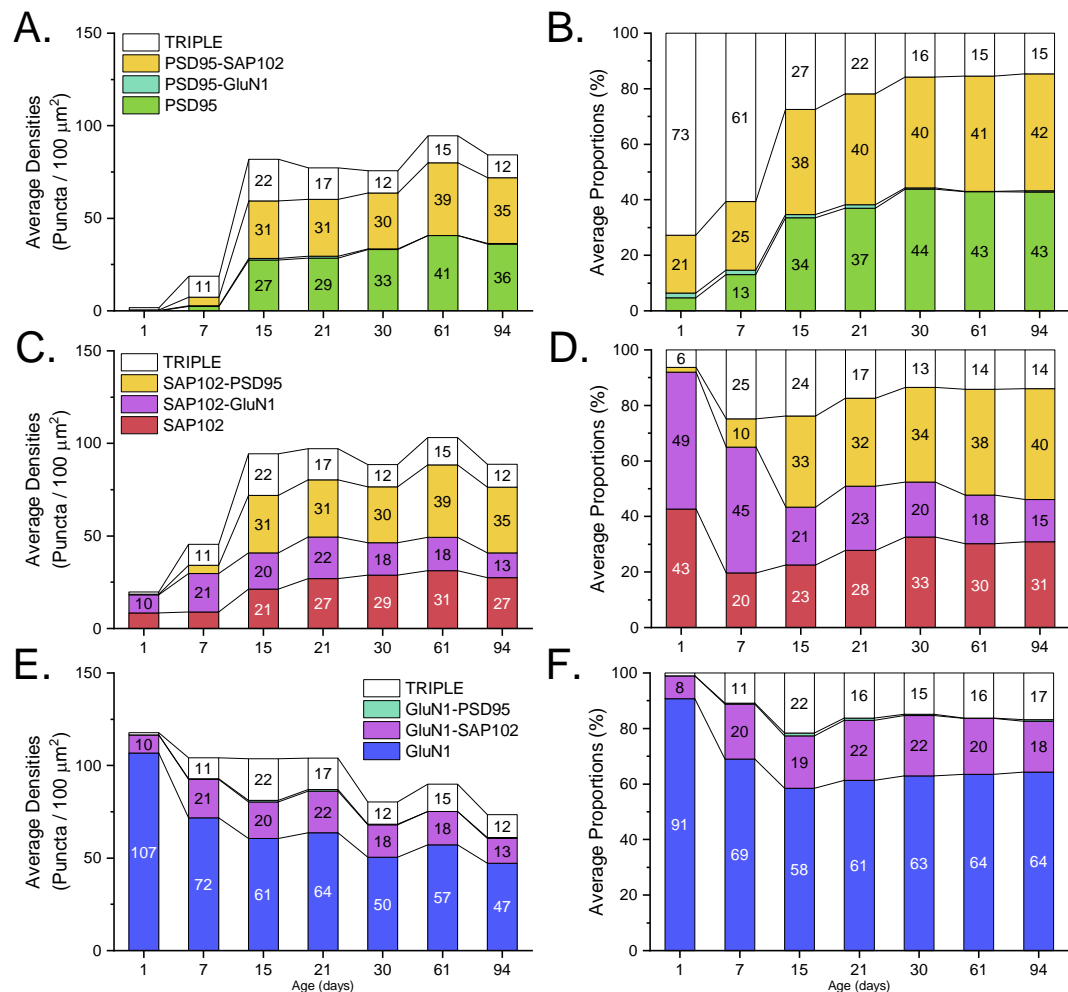 A.
Average Densities
(Puncta / 100 μm²)
150
100
50
0
TRIPLE
PSD95-SAP102
PSD95-GluN1
PSD95
11
22 17 12 15 12
31 31 30 39 35
27 29 33 41 36
1 7 15 21 30 61 94
B.
Average Proportions (%)
100
80
60
40
20
0
73 61 27 22 16 15 15
21 25 38 40 40 41 42
13 34 37 44 43 43
1 7 15 21 30 61 94
C.
Average Densities
(Puncta / 100 μm²)
150
100
50
0
TRIPLE
SAP102-PSD95
SAP102-GluN1
SAP102
11 22 17 12 15 12
31 31 30 39 35
10 21 20 22 18 18 13
21 27 29 31 27
1 7 15 21 30 61 94
D.
Average Proportions (%)
100
80
60
40
20
0
6 25 24 17 13 14 14
10 33 32 34 38 40
49 45 21 23 20 18 15
43 20 23 28 33 30 31
1 7 15 21 30 61 94
E.
Average Densities
(Puncta / 100 μm²)
150
100
50
0
TRIPLE
GluN1-PSD95
GluN1-SAP102
GluN1
11 22 17 12 15 12
10 21 20 22 18 18 13
107 72 61 64 50 57 47
1 7 15 21 30 61 94
Age (days)
F.
Average Proportions (%)
100
80
60
40
20
0
11 22 16 15 16 17
8 20 19 22 22 20 18
91 69 58 61 63 64 64
1 7 15 21 30 61 94
Age (days)